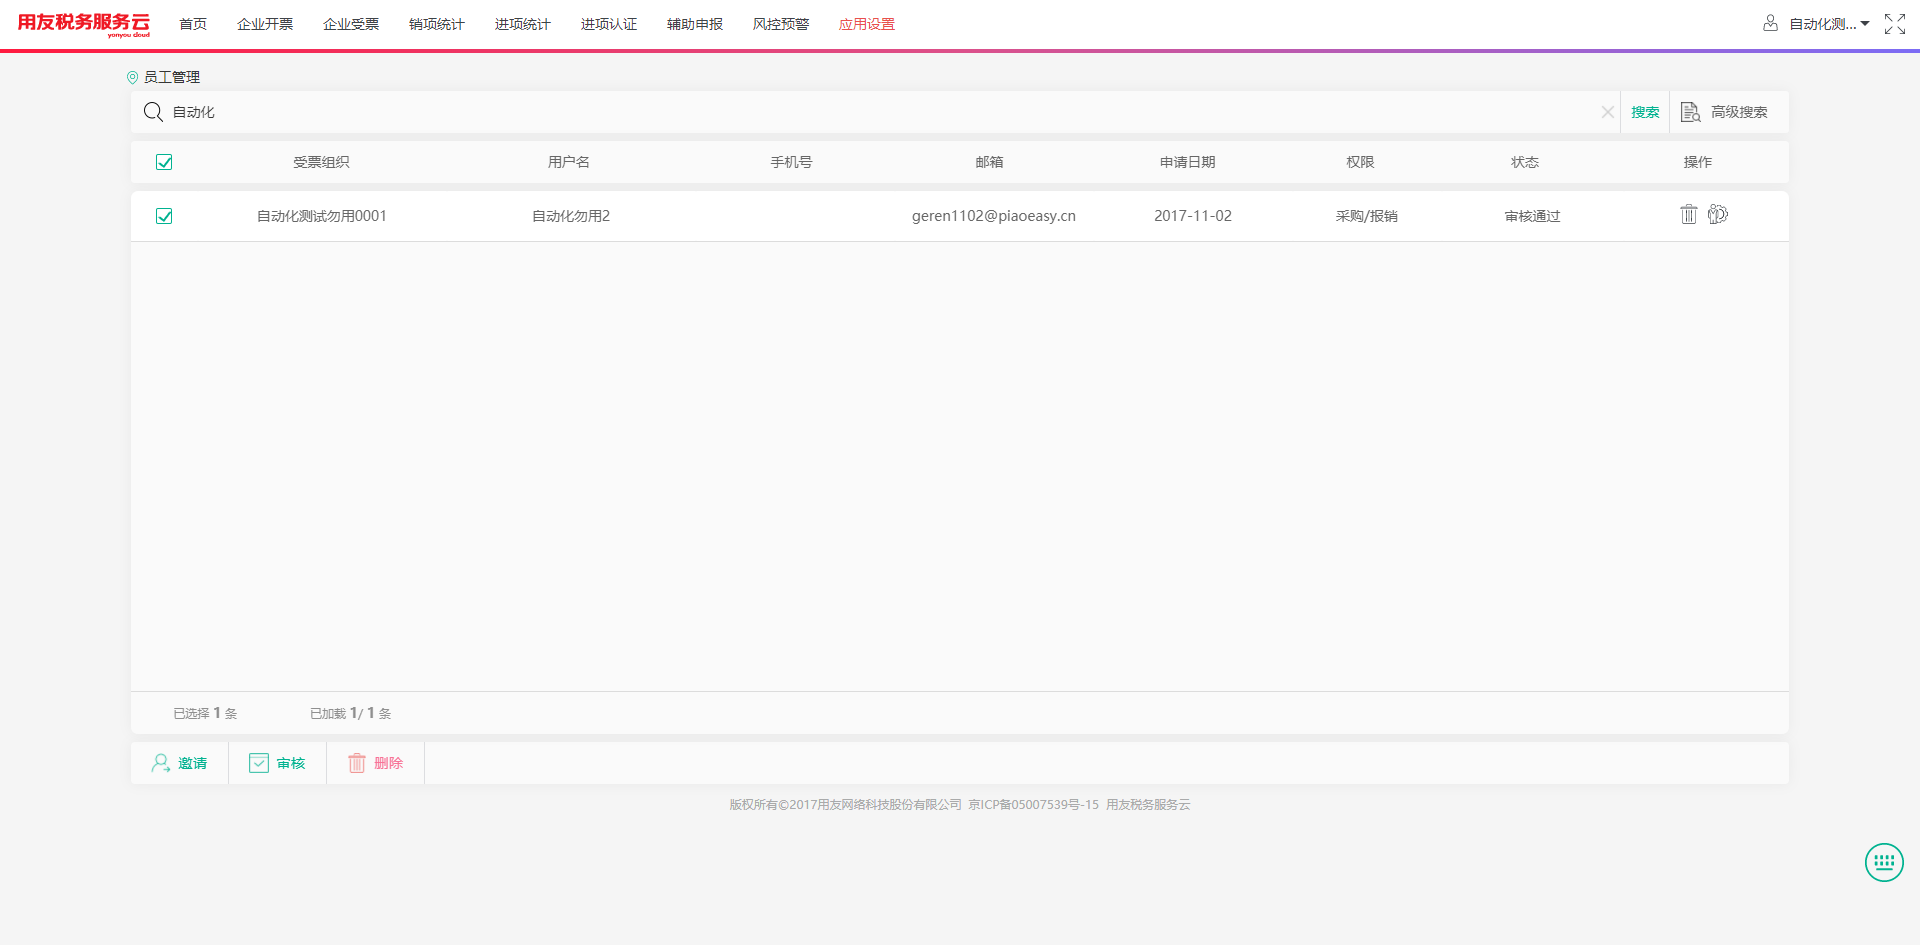 用友税务服务云
yonyou cloud
首页 企业开票 企业受票 销项统计 进项统计 进项认证 辅助申报 风控预警 应用设置 自动化测...
员工管理
自动化 搜索 高级搜索
受票组织 用户名 手机号 邮箱 申请日期 权限 状态 操作
自动化测试勿用0001 自动化勿用2 geren1102@piaoeasy.cn 2017-11-02 采购/报销 审核通过
已选择 1 条 已加载 1/ 1 条
邀请 审核 删除
版权所有©2017用友网络科技股份有限公司 京ICP备05007539号-15 用友税务服务云